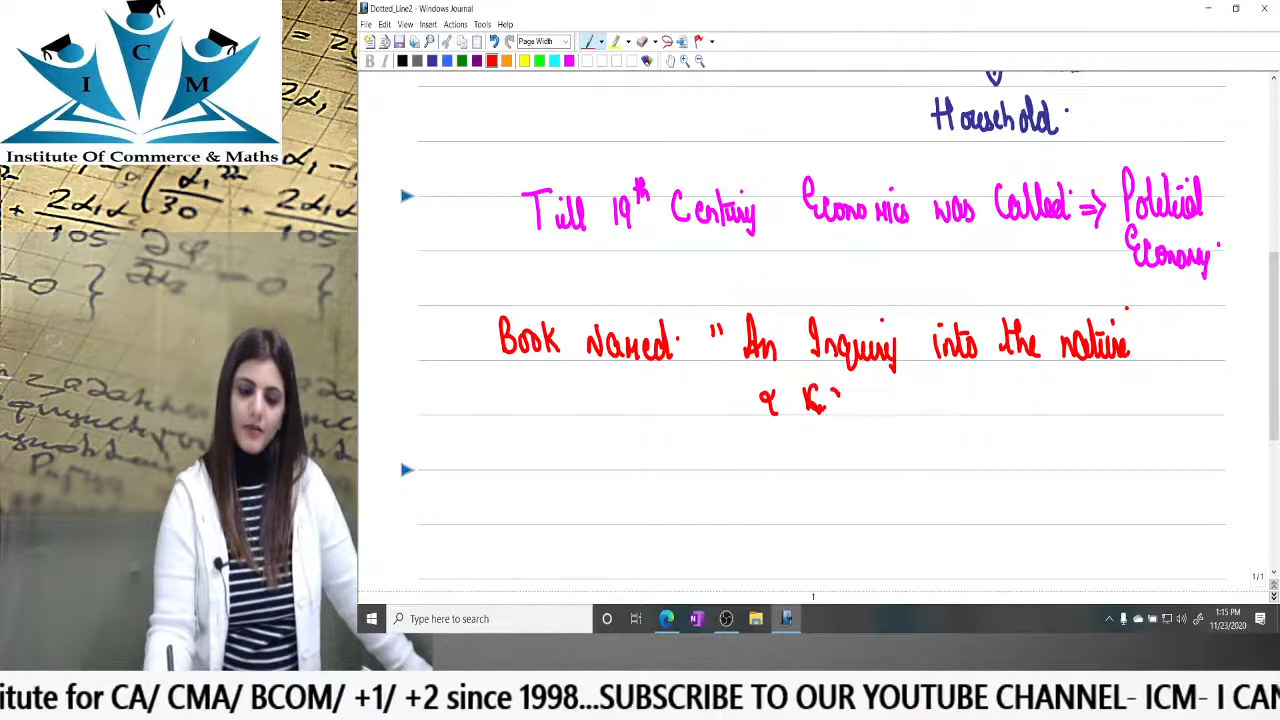 I C M
Institute Of Commerce & Maths
Dotted_Line2 - Windows Journal
File Edit View Insert Actions Tools Help
Page Width
B I
Household
Till 19th Century Economics was called ⇒ Political
Economy
Book Named. " An Inquiry into the nature
&
1/1
1
Type here to search
1:15 PM
11/23/2020
itute for CA/ CMA/ BCOM/ +1/ +2 since 1998...SUBSCRIBE TO OUR YOUTUBE CHANNEL- ICM- I CAN